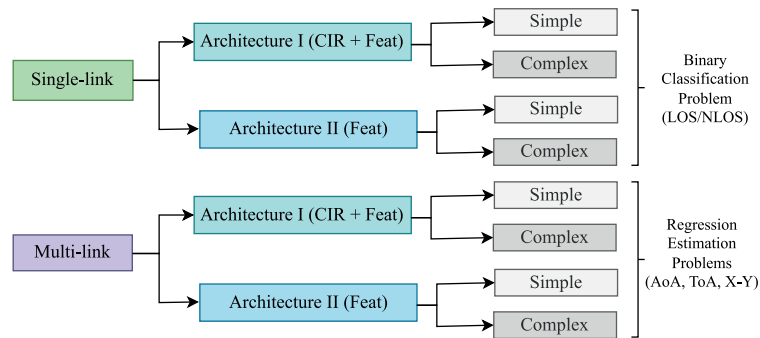 Single-link
Architecture I (CIR + Feat)
Simple
Complex
Architecture II (Feat)
Simple
Complex
Binary
Classification
Problem
(LOS/NLOS)
Multi-link
Architecture I (CIR + Feat)
Simple
Complex
Architecture II (Feat)
Simple
Complex
Regression
Estimation
Problems
(AoA, ToA, X-Y)